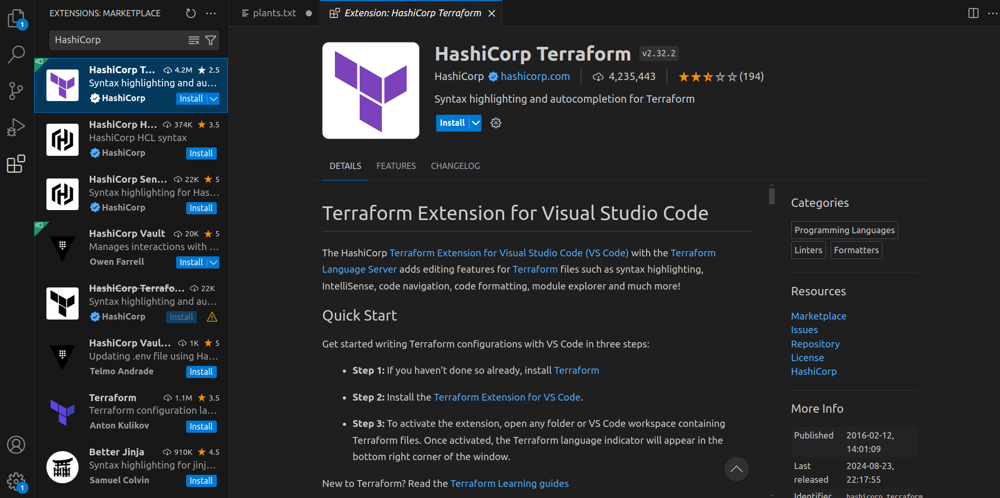 EXTENSIONS: MARKETPLACE
HashiCorp
HashiCorp T... 4.2M 2.5
Syntax highlighting and au...
HashiCorp Install
HashiCorp H... 374K 3.5
HashiCorp HCL syntax
HashiCorp Install
HashiCorp Sen... 22K 5
Syntax highlighting for Has...
HashiCorp Install
HashiCorp Vault 20K 5
Manages interactions with ...
Owen Farrell Install
HashiCorp Terrafo... 22K
Syntax highlighting and au...
HashiCorp Install
HashiCorp Vaul... 1K 5
Updating .env file using Ha...
Telmo Andrade Install
Terraform 1.1M 3.5
Terraform configuration la...
Anton Kulikov Install
Better Jinja 910K 4.5
Syntax highlighting for jinj...
Samuel Colvin Install
1
1
plants.txt
Extension: HashiCorp Terraform
HashiCorp Terraform v2.32.2
HashiCorp hashicorp.com 4,235,443 (194)
Syntax highlighting and autocompletion for Terraform
Install
DETAILS FEATURES CHANGELOG
Terraform Extension for Visual Studio Code
The HashiCorp Terraform Extension for Visual Studio Code (VS Code) with the Terraform
Language Server adds editing features for Terraform files such as syntax highlighting,
IntelliSense, code navigation, code formatting, module explorer and much more!
Quick Start
Get started writing Terraform configurations with VS Code in three steps:
• Step 1: If you haven't done so already, install Terraform
• Step 2: Install the Terraform Extension for VS Code.
• Step 3: To activate the extension, open any folder or VS Code workspace containing
Terraform files. Once activated, the Terraform language indicator will appear in the
bottom right corner of the window.
New to Terraform? Read the Terraform Learning guides
Categories
Programming Languages
Linters Formatters
Resources
Marketplace
Issues
Repository
License
HashiCorp
More Info
Published 2016-02-12,
14:01:09
Last 2024-08-23,
released 22:17:55
Identifier hashicorp.terraform